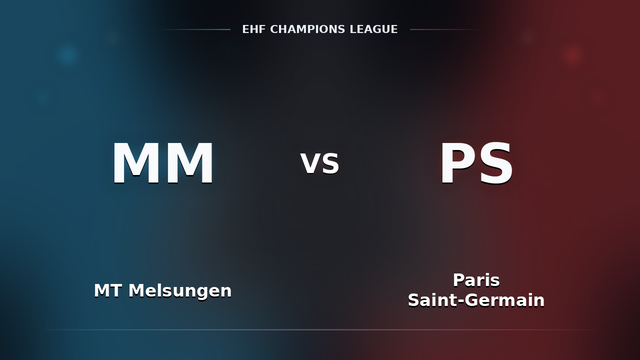 EHF CHAMPIONS LEAGUE
MM
VS
PS
MT Melsungen
Paris
Saint-Germain